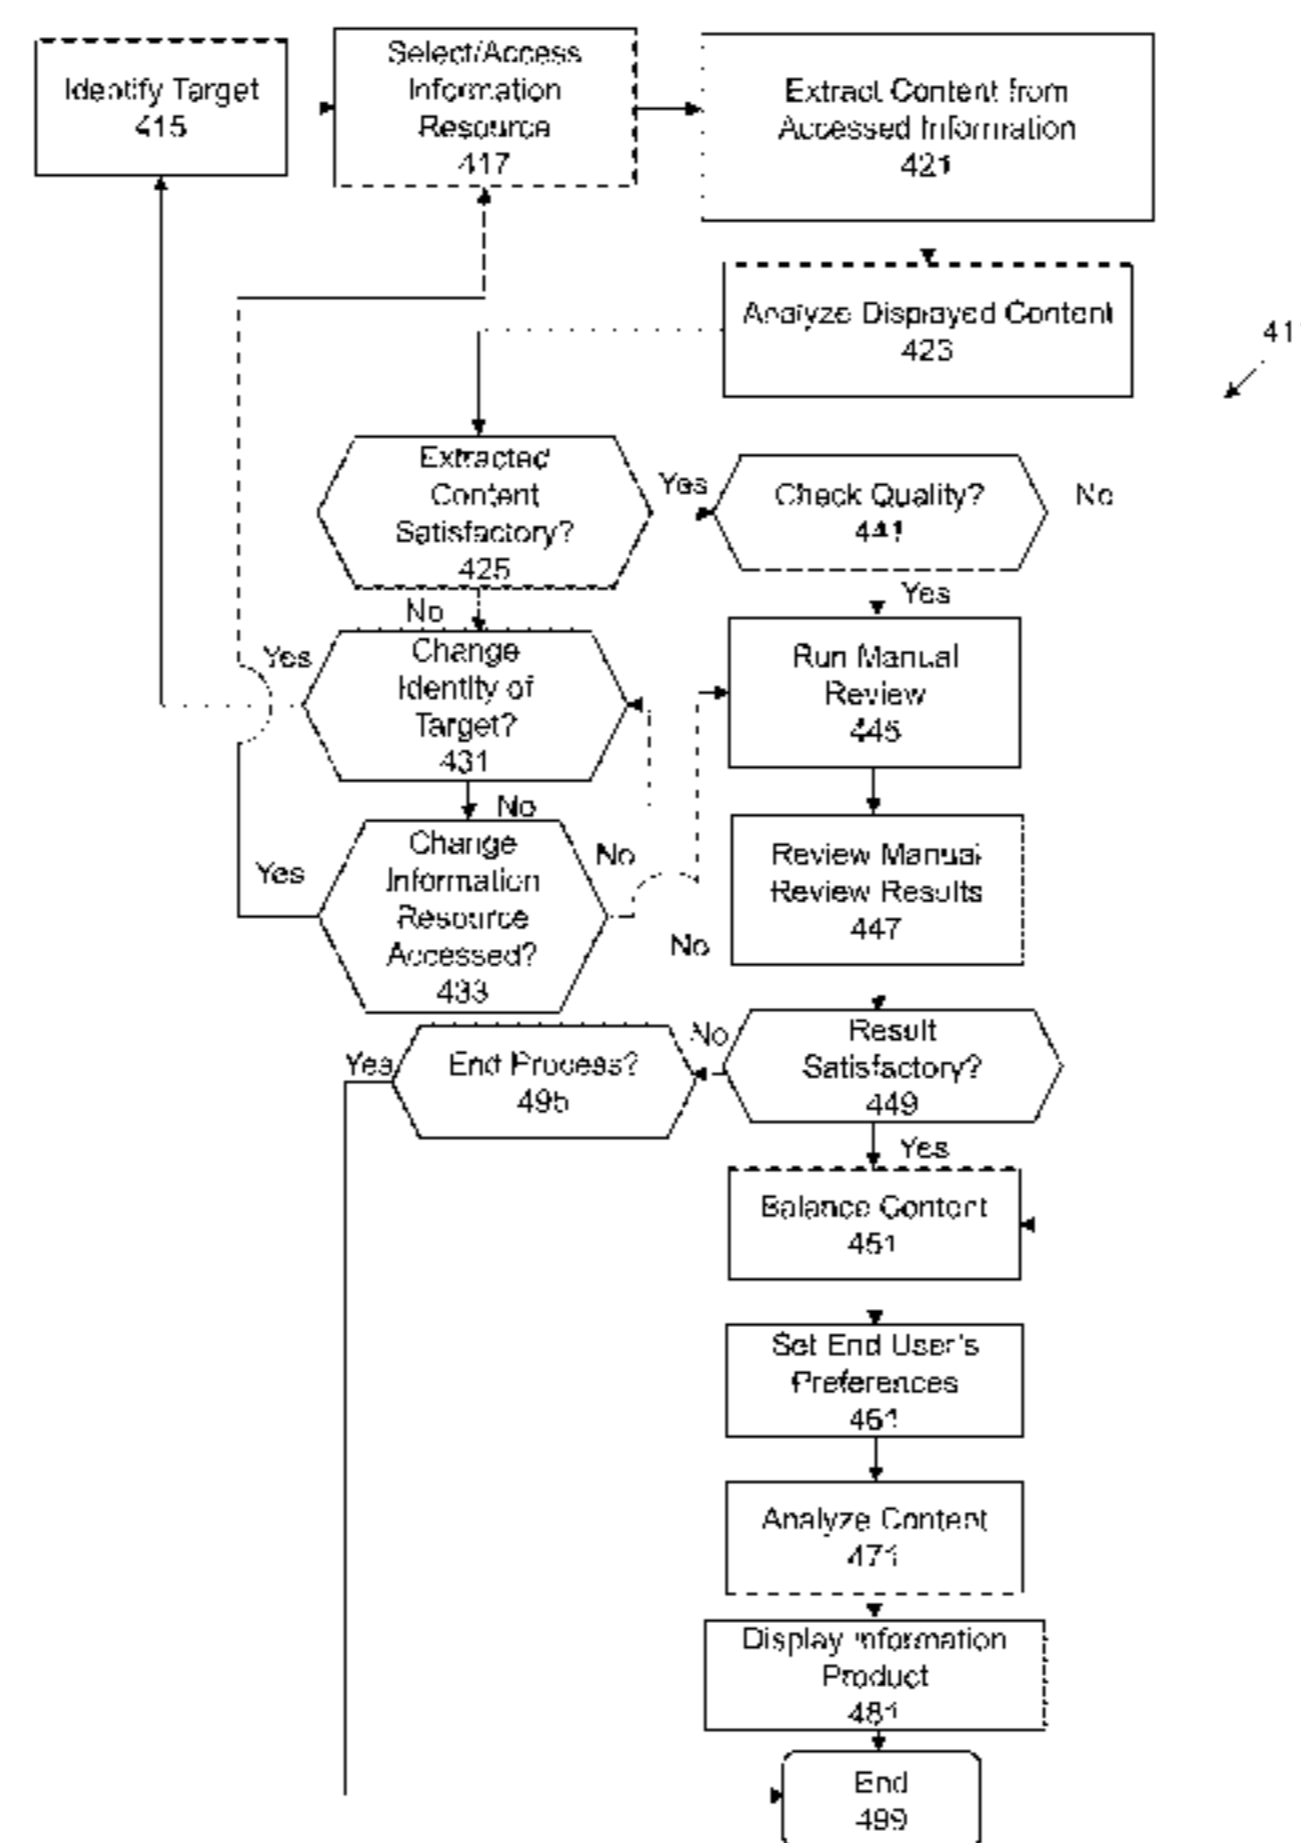 Identify Target
415
Select/Access
Information
Resource
417
Extract Content from
Accessed Information
421
Analyze Displayed Content
423
41
Extracted
Content
Satisfactory?
425
Yes
Check Quality?
441
No
No
Yes
Yes
Change
Identity of
Target?
431
Run Manual
Review
445
No
Yes
Change
Information
Resource
Accessed?
433
No
Review Manual
Review Results
447
No
Yes
End Process?
495
No
Result
Satisfactory?
449
Yes
Balance Content
451
Set End User's
Preferences
461
Analyze Content
471
Display Information
Product
481
End
499